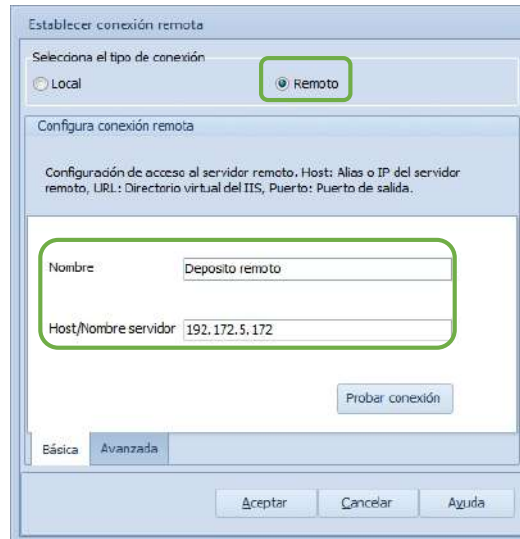 Establecer conexión remota
Selecciona el tipo de conexión
Local
Remoto
Configura conexión remota
Configuración de acceso al servidor remoto. Host: Alias o IP del servidor
remoto, URL: Directorio virtual del IIS, Puerto: Puerto de salida.
Nombre
Deposito remoto
Host/Nombre servidor
192.172.5.172
Probar conexión
Básica
Avanzada
Aceptar
Cancelar
Ayuda